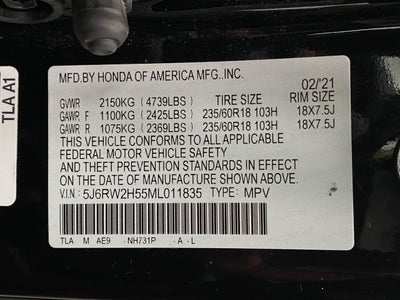 TLA A1
MFD.BY HONDA OF AMERICA MFG.,INC.
02/'21
GVWR 2150KG (4739LBS) TIRE SIZE RIM SIZE
GAWR F 1100KG (2425LBS) 235/60R18 103H 18X7.5J
GAWR R 1075KG (2369LBS) 235/60R18 103H 18X7.5J
THIS VEHICLE CONFORMS TO ALL APPLICABLE
FEDERAL MOTOR VEHICLE SAFETY
AND THEFT PREVENTION STANDARDS IN EFFECT
ON THE DATE OF MANUFACTURE SHOWN ABOVE.
V.I.N: 5J6RW2H55ML011835 TYPE: MPV
TLA M AE9 - NH731P - A - L